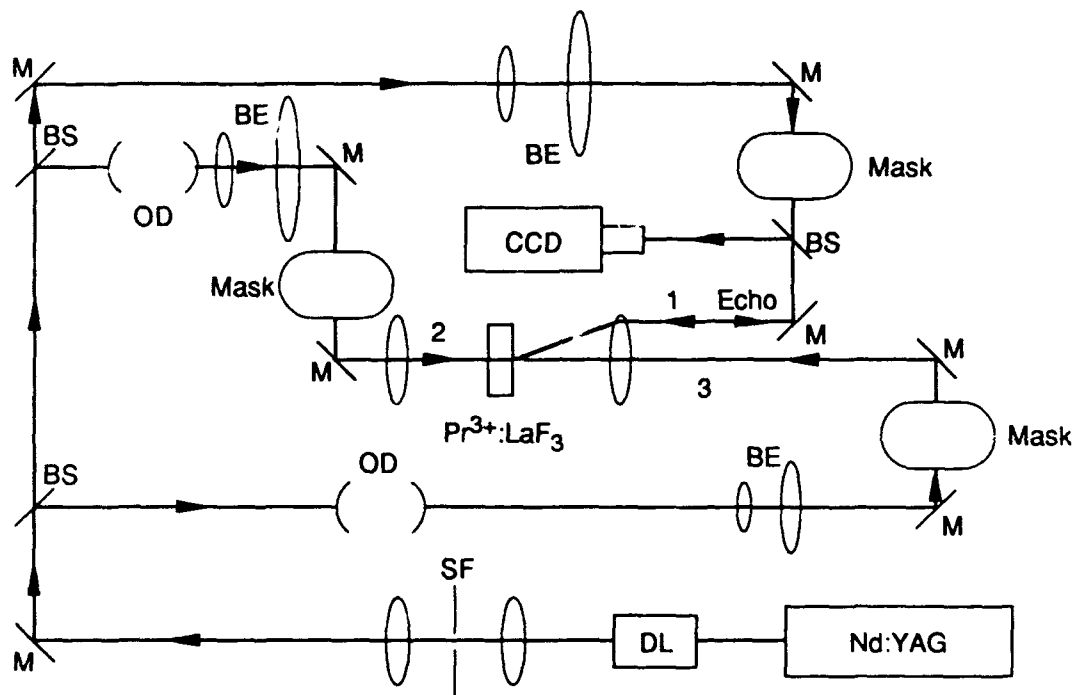 M
M
BS
BE
BE
M
Mask
OD
CCD
BS
Mask
1
Echo
2
M
M
M
3
Pr3+:LaF3
Mask
BS
OD
BE
M
SF
M
DL
Nd:YAG